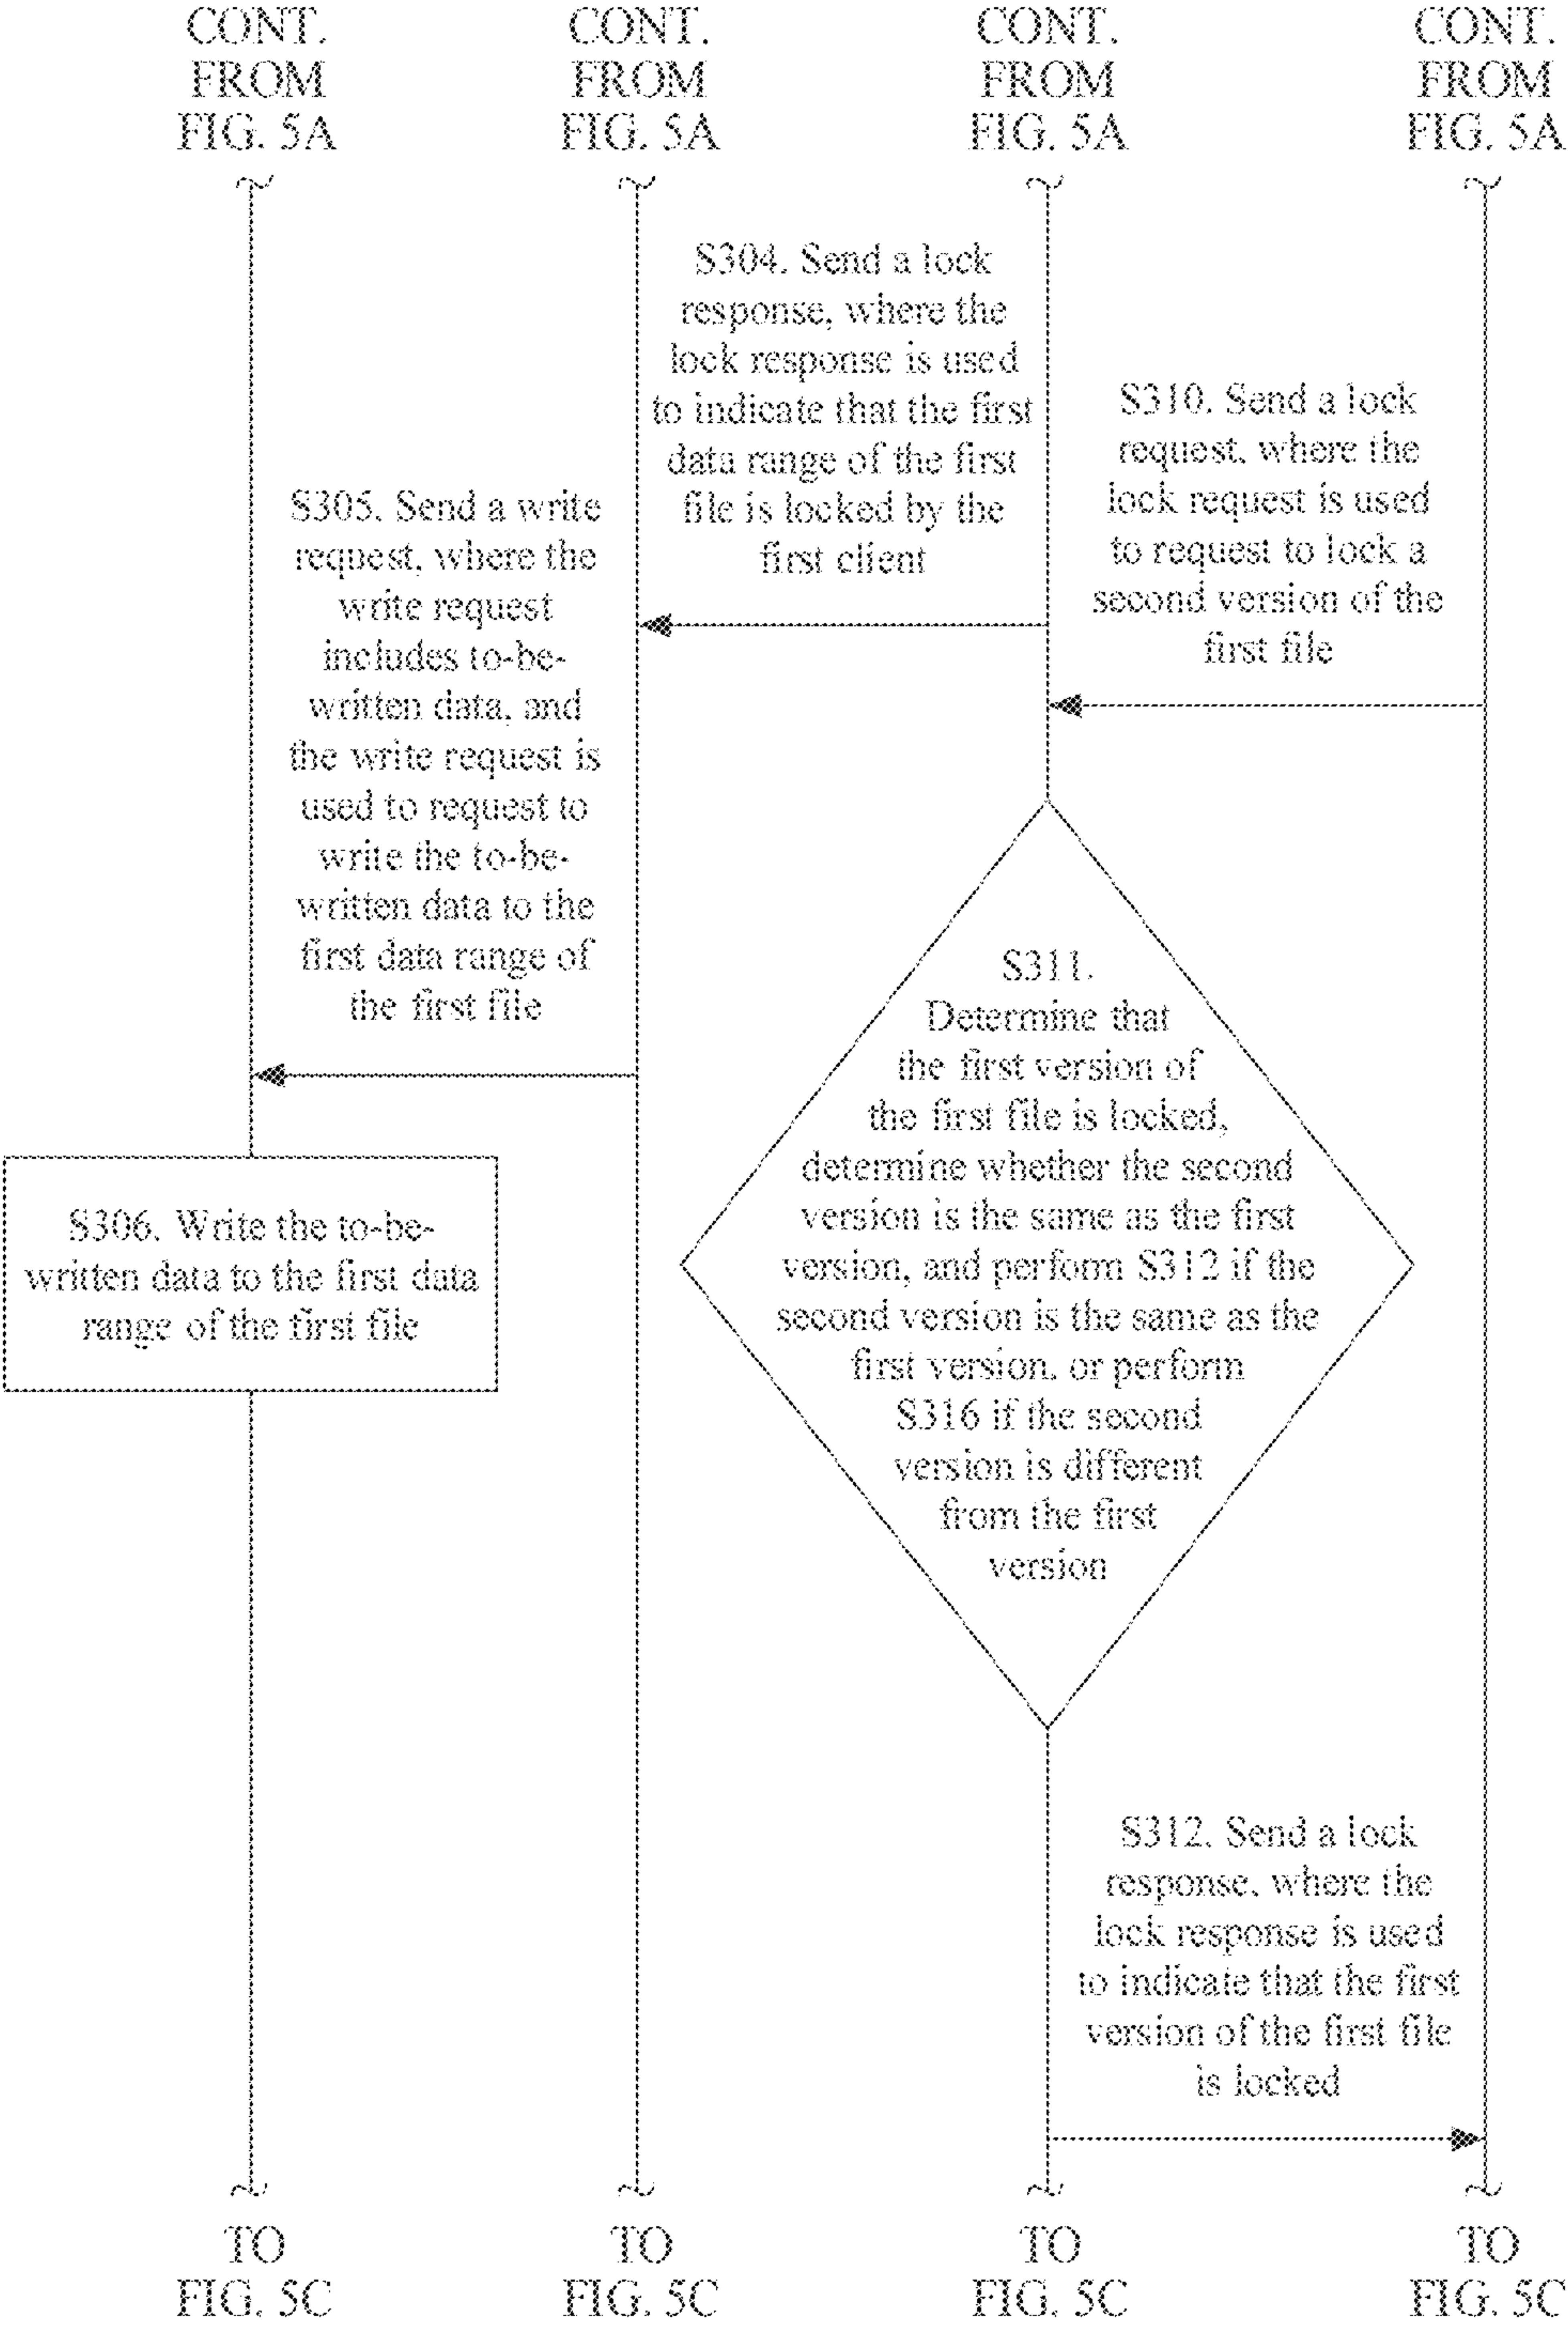 CONT.
FROM
FIG. 5A
CONT.
FROM
FIG. 5A
CONT.
FROM
FIG. 5A
CONT.
FROM
FIG. 5A
S304. Send a lock
response, where the
lock response is used
to indicate that the first
data range of the first
file is locked by the
first client
S310. Send a lock
request, where the
lock request is used
to request to lock a
second version of the
first file
S305. Send a write
request, where the
write request
includes to-be-
written data, and
the write request is
used to request to
write the to-be-
written data to the
first data range of
the first file
S311.
Determine that
the first version of
the first file is locked,
determine whether the second
version is the same as the first
version, and perform S312 if the
second version is the same as the
first version, or perform
S316 if the second
version is different
from the first
version
S306. Write the to-be-
written data to the first data
range of the first file
S312. Send a lock
response, where the
lock response is used
to indicate that the first
version of the first file
is locked
TO
FIG. 5C
TO
FIG. 5C
TO
FIG. 5C
TO
FIG. 5C